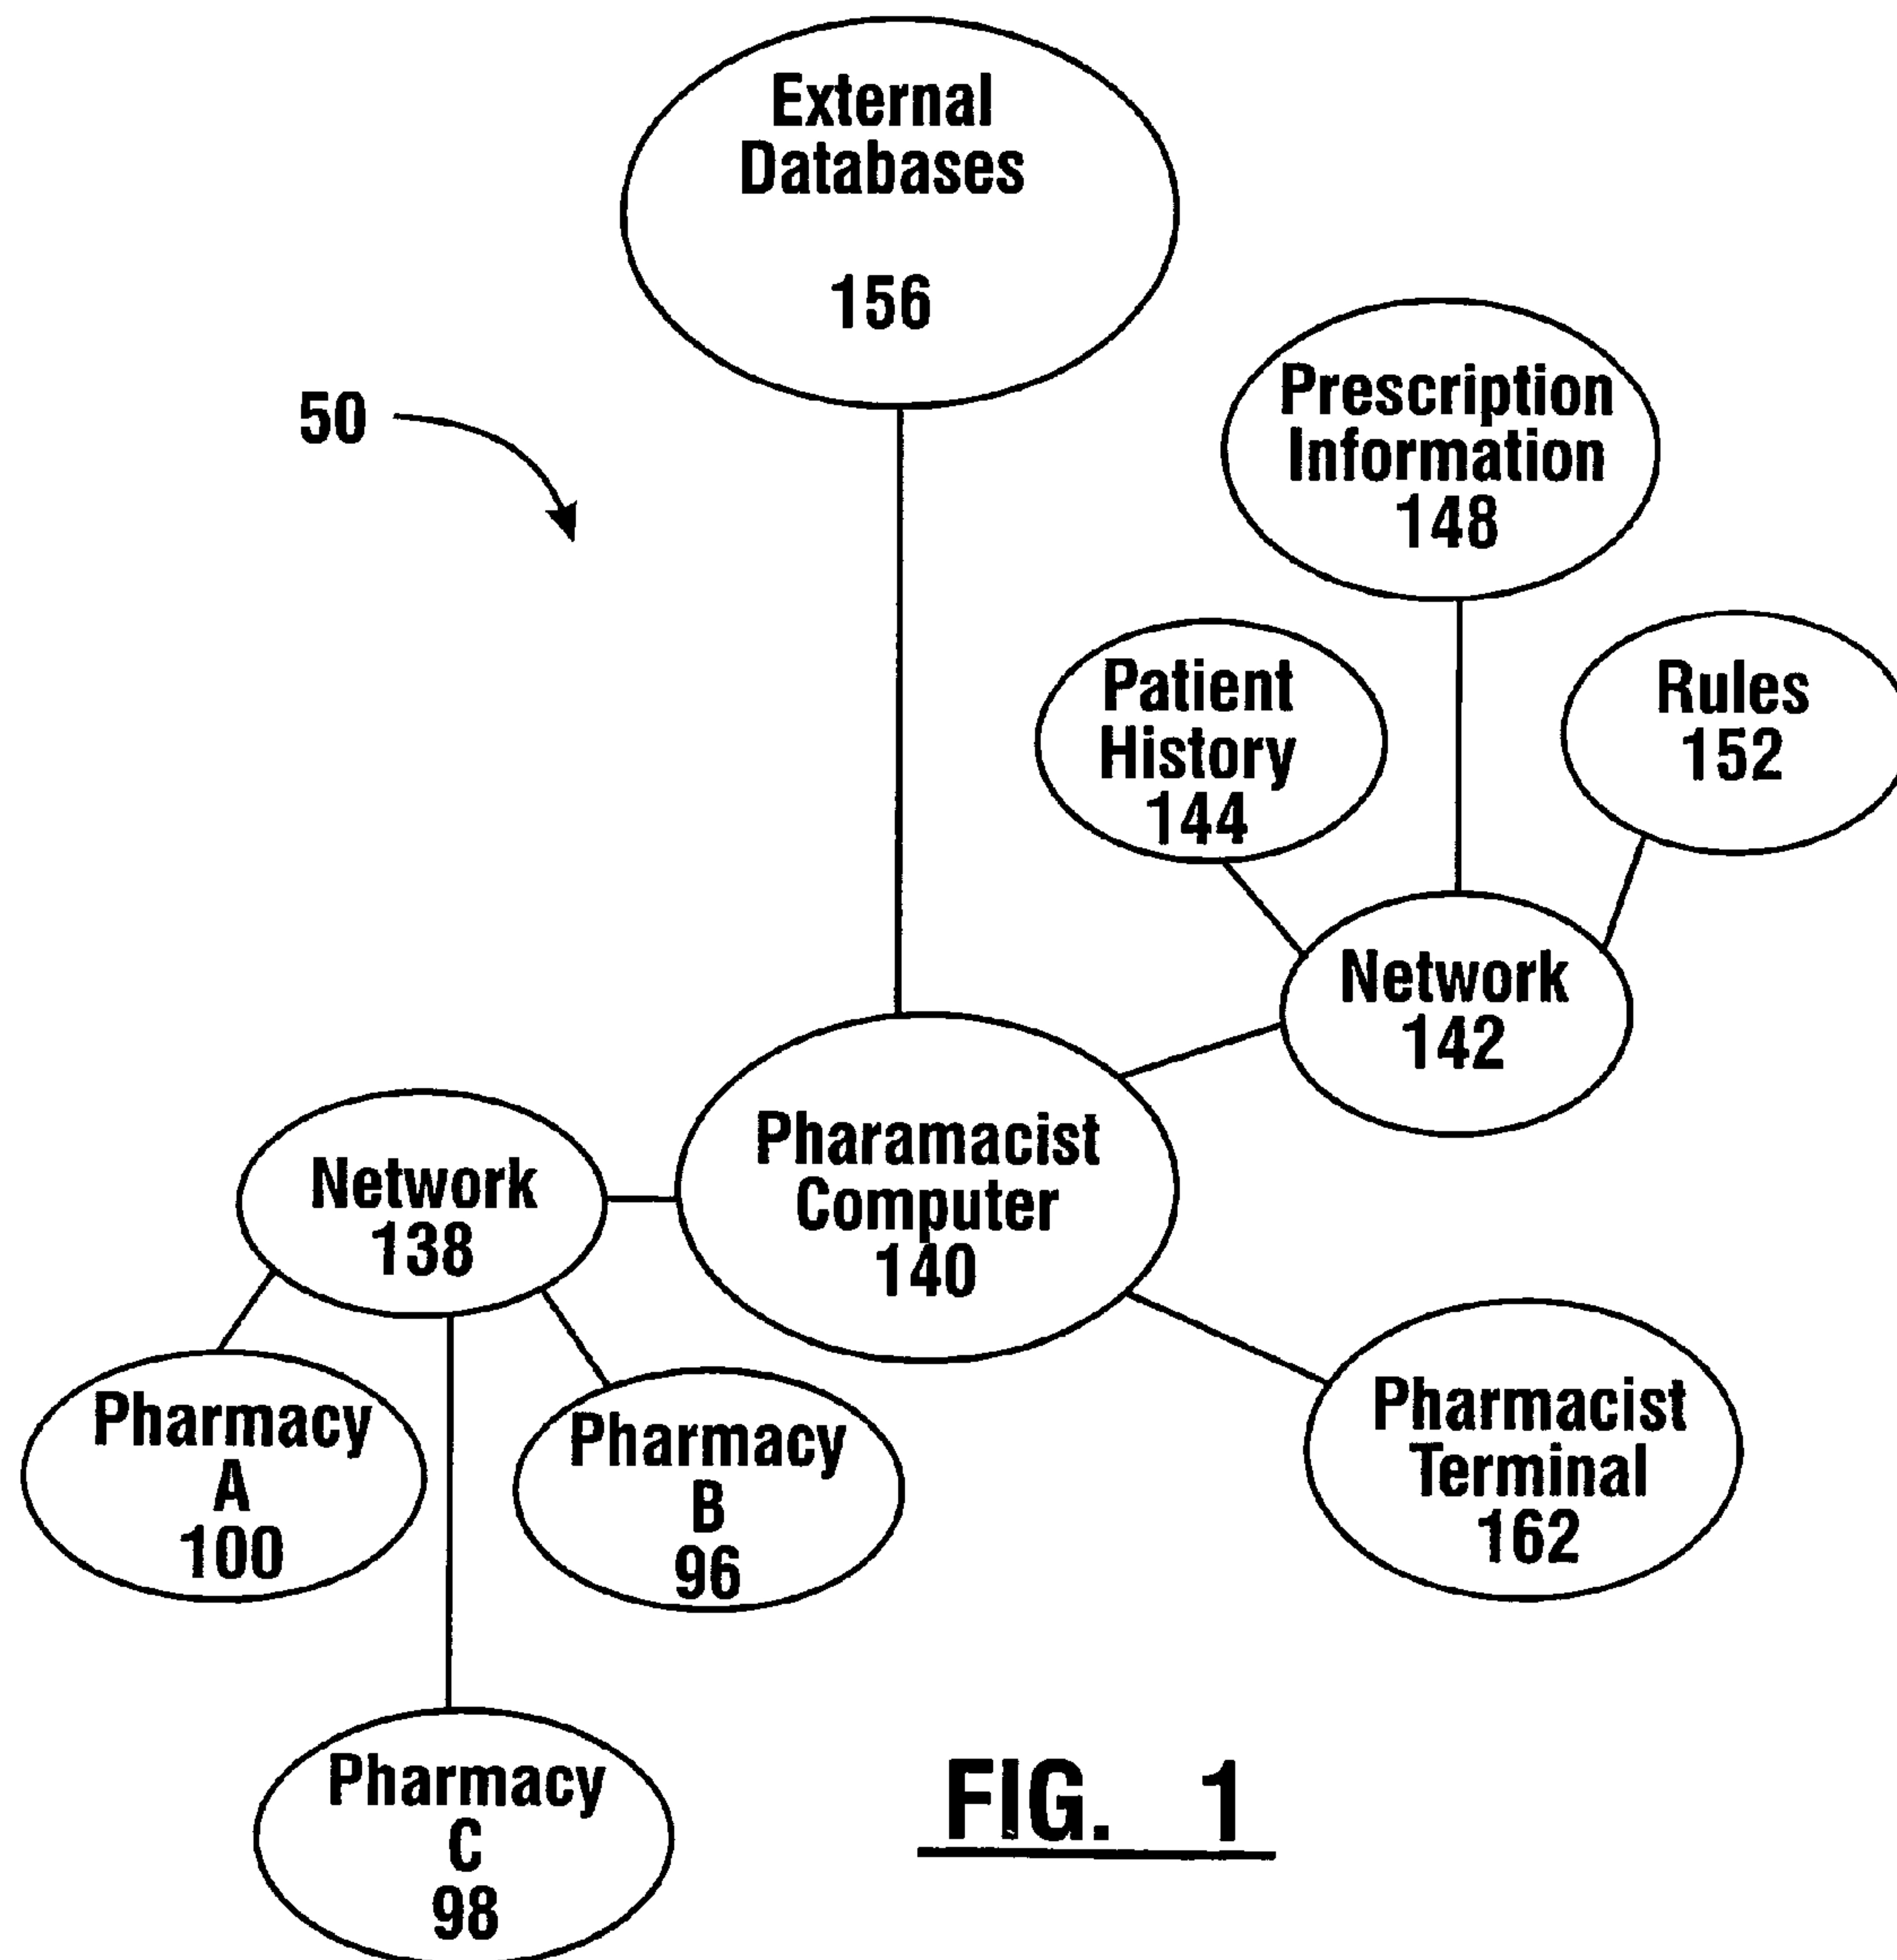 External
Databases
156
50
Prescription
Information
148
Patient
History
144
Rules
152
Network
142
Pharamacist
Computer
140
Network
138
Pharmacy
A
100
Pharmacy
B
96
Pharmacist
Terminal
162
Pharmacy
C
98
FIG. 1